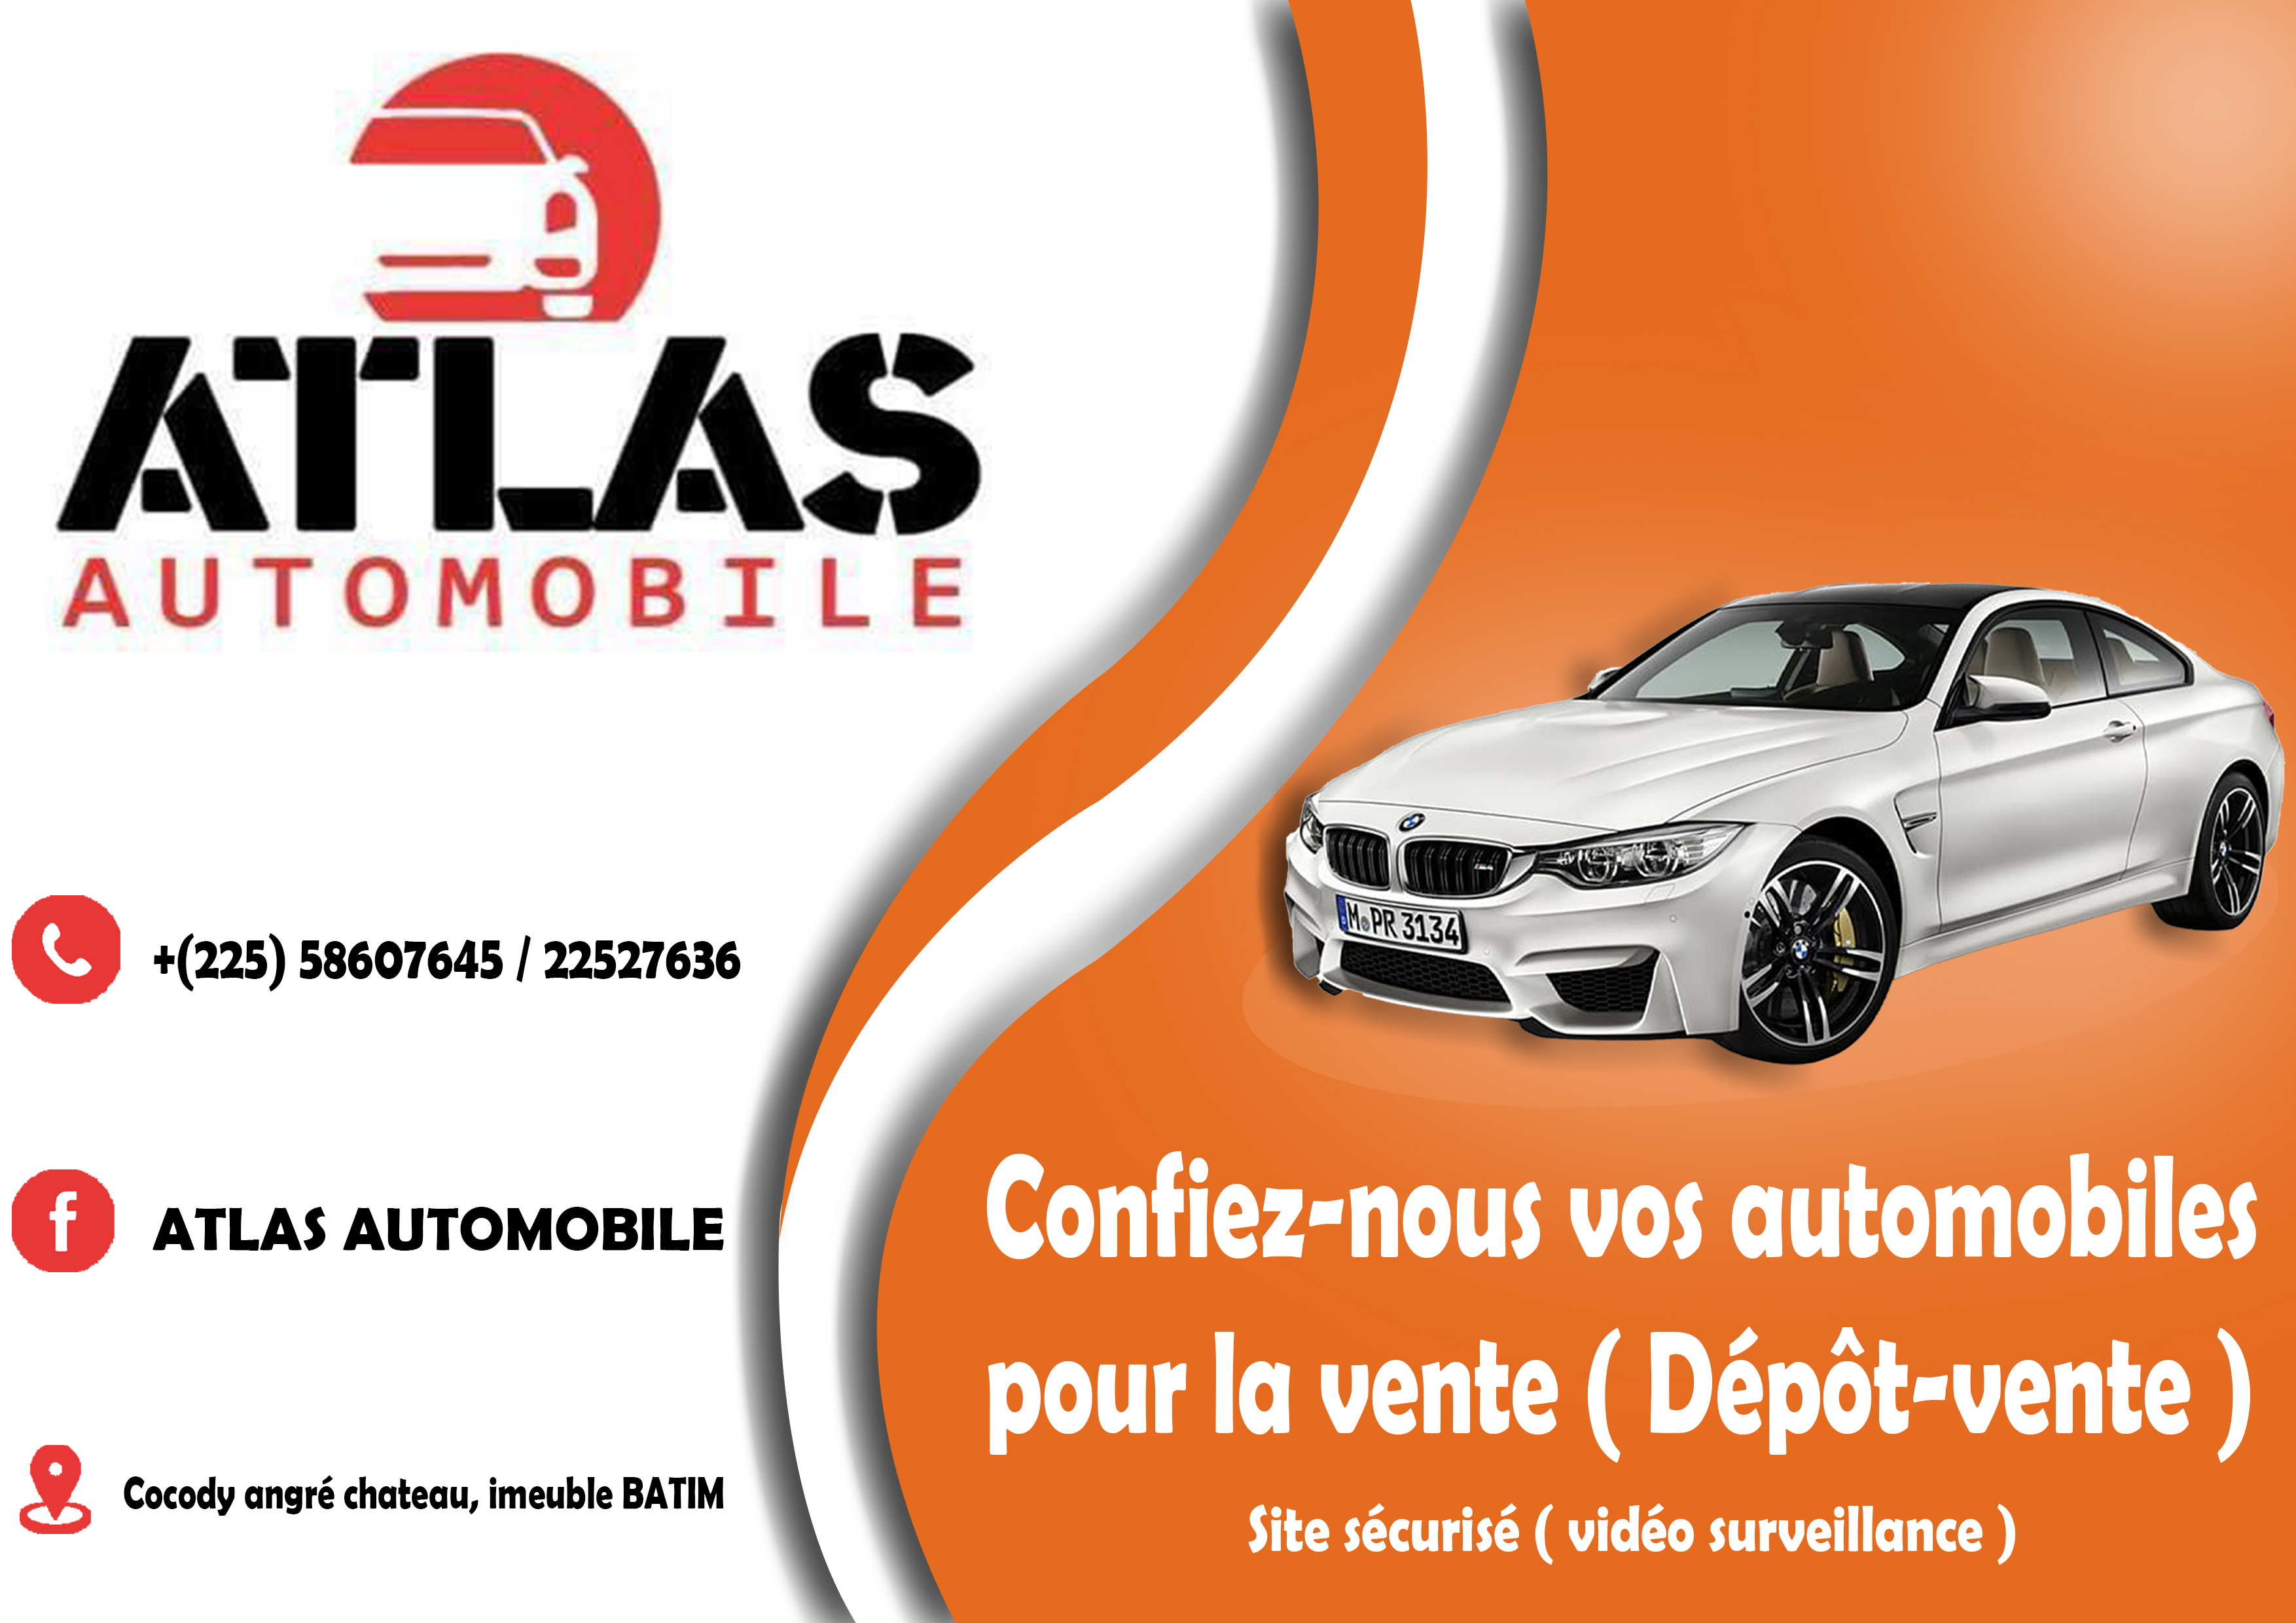 ATLAS
AUTOMOBILE
+(225) 58607645 / 22527636
ATLAS AUTOMOBILE
Cocody angré chateau, imeuble BATIM
M PR 3134
Confiez-nous vos automobiles
pour la vente ( Dépôt-vente )
Site sécurisé ( vidéo surveillance )